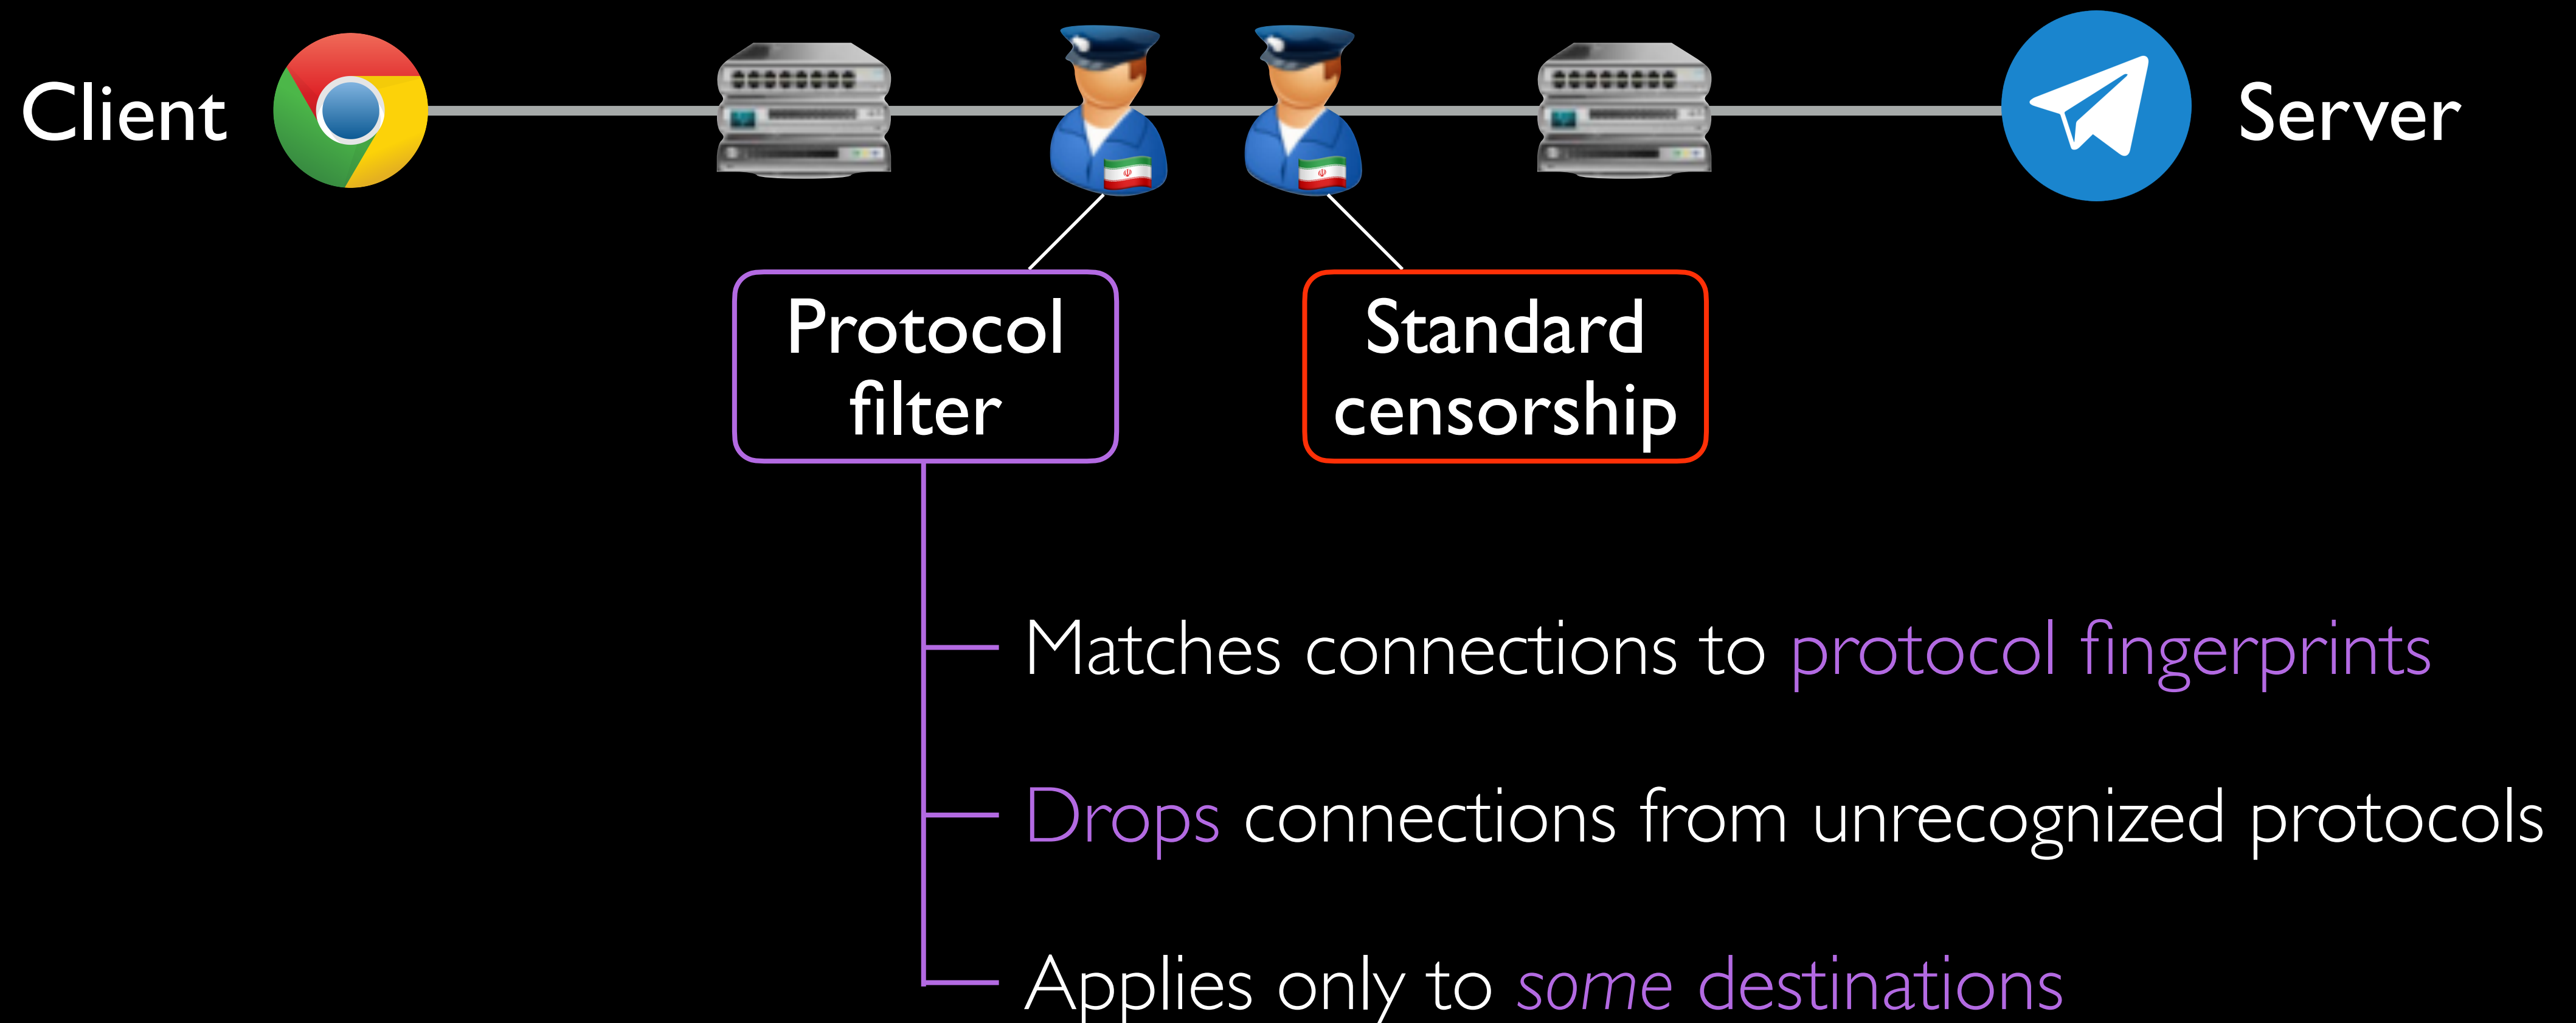 Client
Server
Protocol
filter
Standard
censorship
Matches connections to protocol fingerprints
Drops connections from unrecognized protocols
Applies only to some destinations